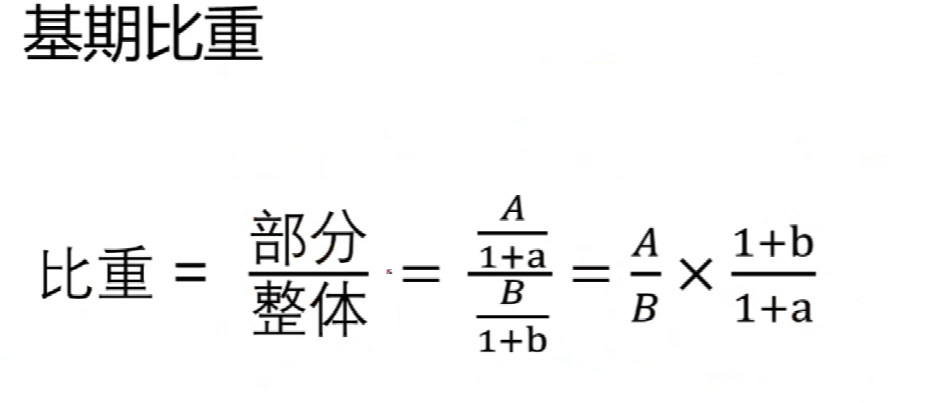 基期比重
比重 = 部分/整体 = (A/(1+a))/(B/(1+b)) = A/B × (1+b)/(1+a)